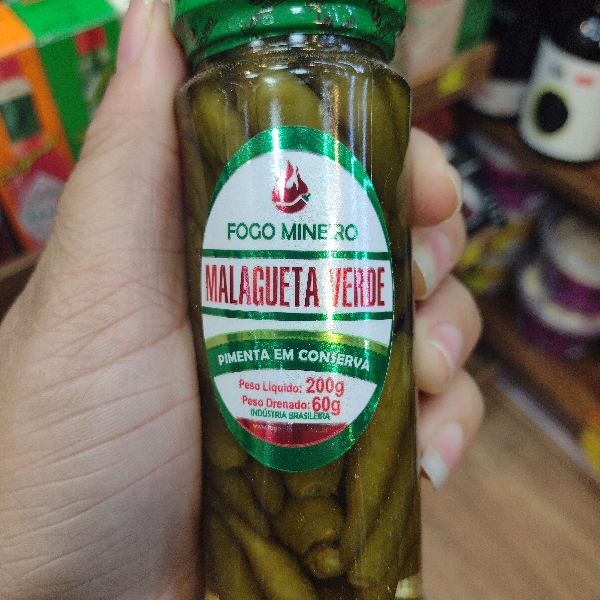 FOGO MINEIRO
MALAGUETA VERDE
PIMENTA EM CONSERVA
Peso Líquido: 200g
Peso Drenado: 60g
INDÚSTRIA BRASILEIRA